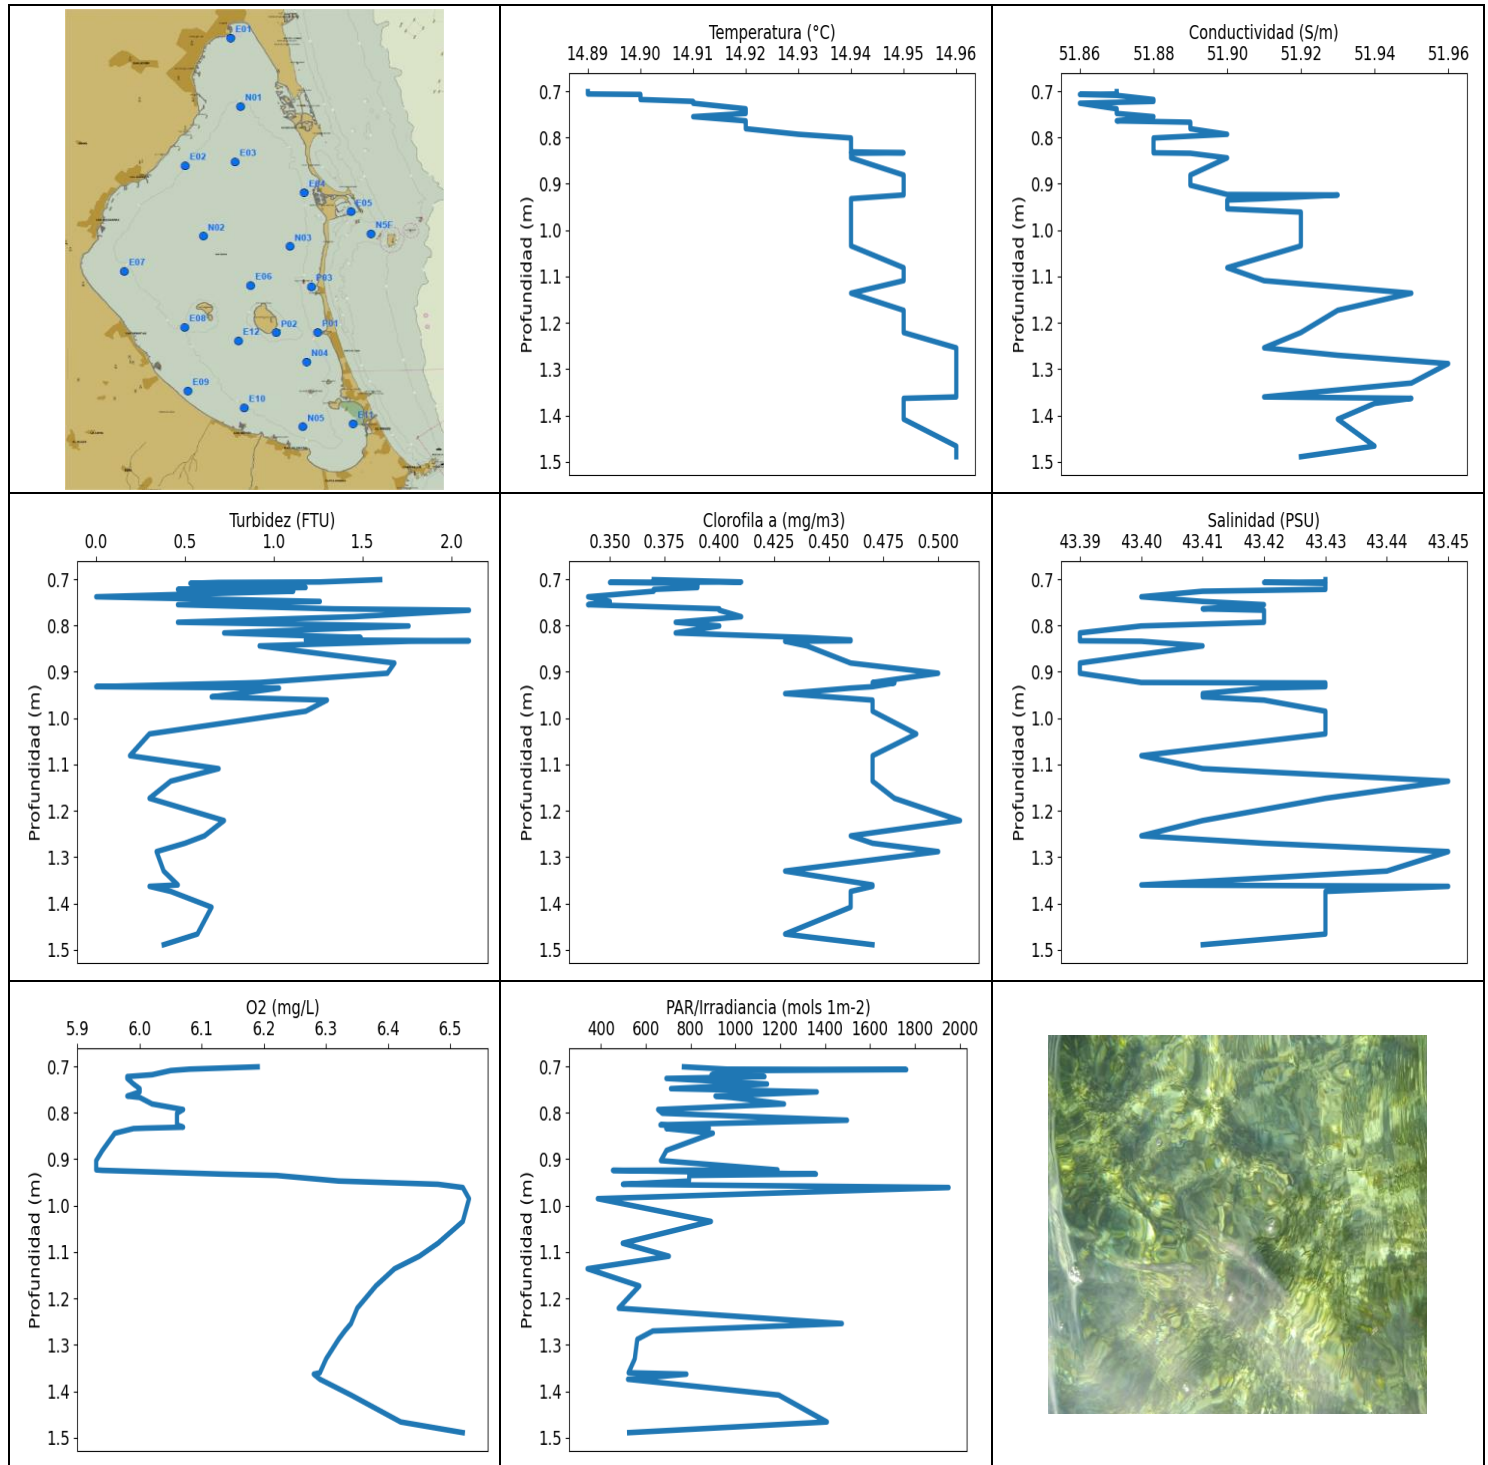 E01
N01
E02
E03
E04
E05
N5E
N02
N03
E07
E06
P03
E08
E12
P02
P01
N04
E09
E10
N05
E11
Temperatura (°C)
14.89 14.90 14.91 14.92 14.93 14.94 14.95 14.96
Profundidad (m)
0.7
0.8
0.9
1.0
1.1
1.2
1.3
1.4
1.5
Conductividad (S/m)
51.86 51.88 51.90 51.92 51.94 51.96
Profundidad (m)
0.7
0.8
0.9
1.0
1.1
1.2
1.3
1.4
1.5
Turbidez (FTU)
0.0 0.5 1.0 1.5 2.0
Profundidad (m)
0.7
0.8
0.9
1.0
1.1
1.2
1.3
1.4
1.5
Clorofila a (mg/m3)
0.350 0.375 0.400 0.425 0.450 0.475 0.500
Profundidad (m)
0.7
0.8
0.9
1.0
1.1
1.2
1.3
1.4
1.5
Salinidad (PSU)
43.39 43.40 43.41 43.42 43.43 43.44 43.45
Profundidad (m)
0.7
0.8
0.9
1.0
1.1
1.2
1.3
1.4
1.5
O2 (mg/L)
5.9 6.0 6.1 6.2 6.3 6.4 6.5
Profundidad (m)
0.7
0.8
0.9
1.0
1.1
1.2
1.3
1.4
1.5
PAR/Irradiancia (mols 1m-2)
400 600 800 1000 1200 1400 1600 1800 2000
Profundidad (m)
0.7
0.8
0.9
1.0
1.1
1.2
1.3
1.4
1.5